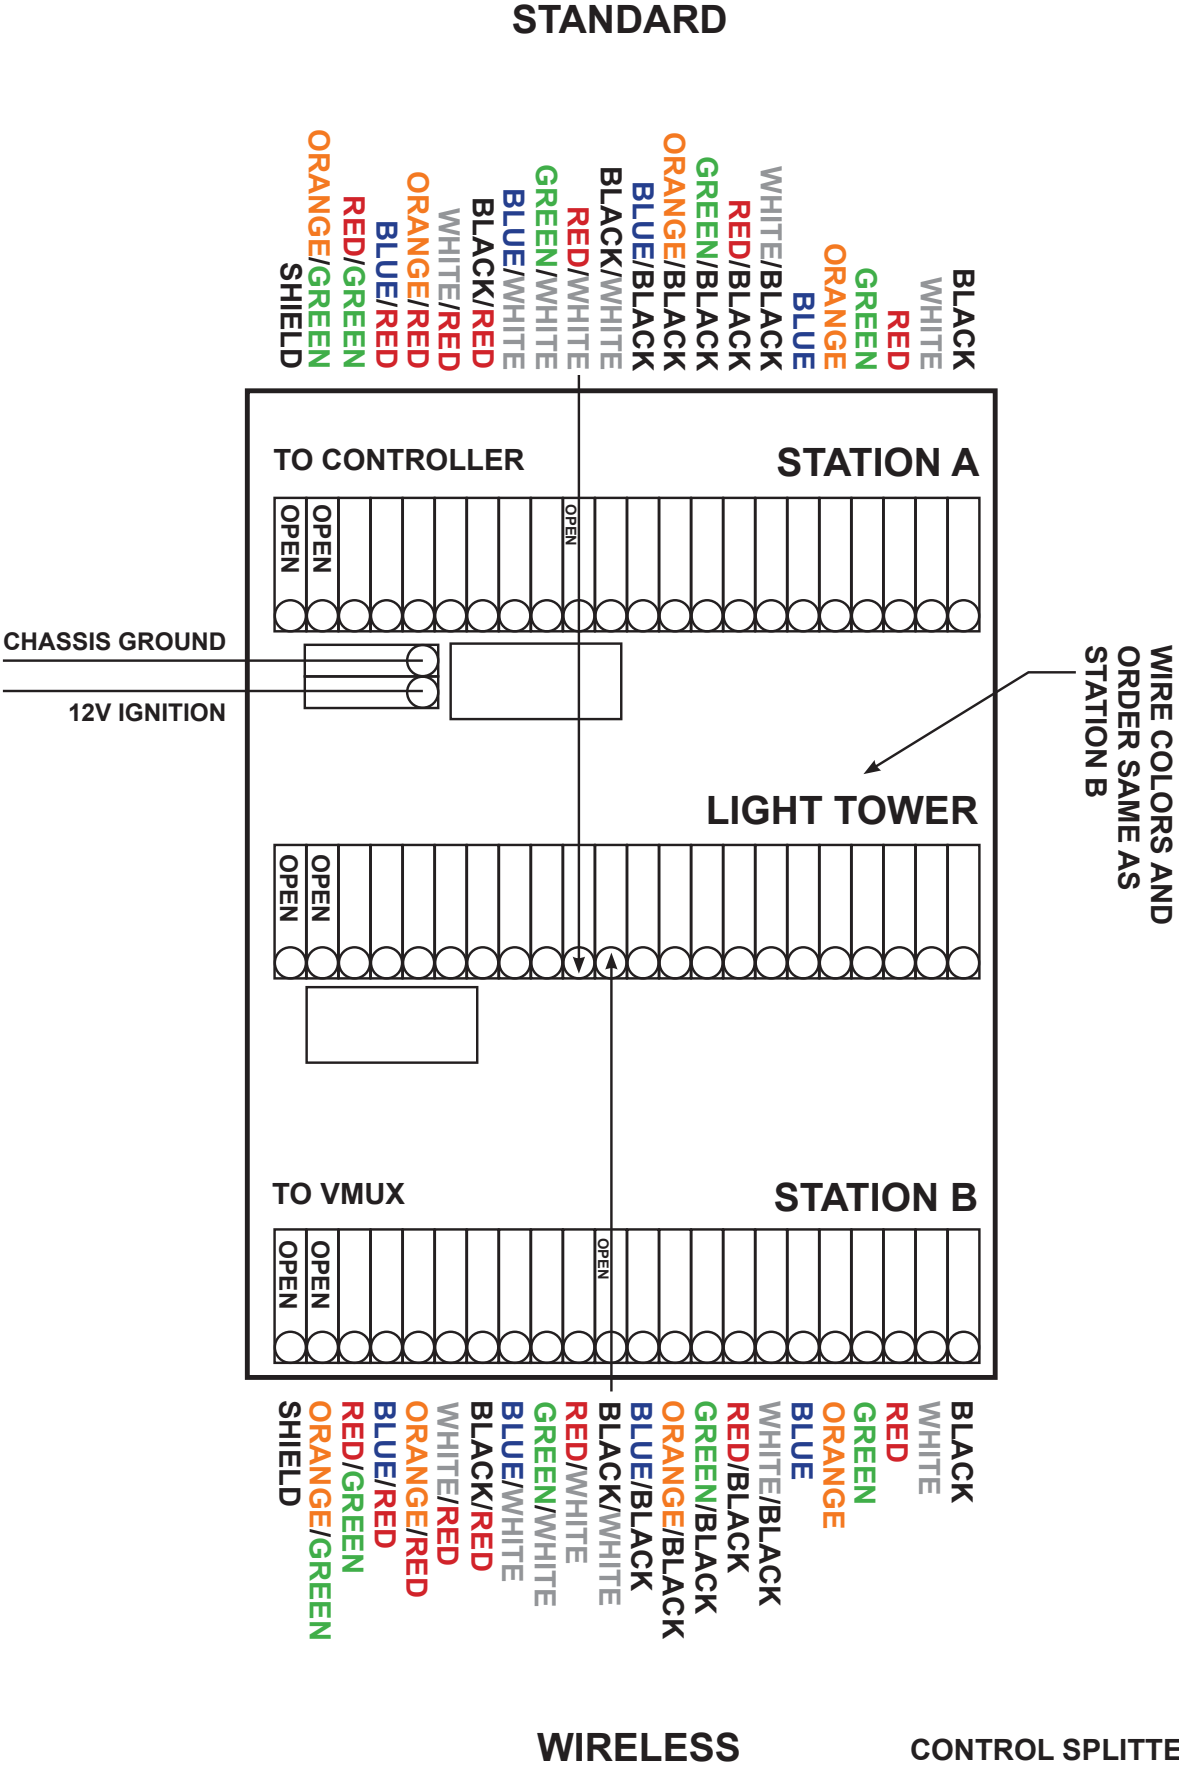 STANDARD
SHIELD
ORANGE/GREEN
RED/GREEN
BLUE/RED
ORANGE/RED
WHITE/RED
BLACK/RED
BLUE/WHITE
GREEN/WHITE
RED/WHITE
BLACK/WHITE
BLUE/BLACK
ORANGE/BLACK
GREEN/BLACK
RED/BLACK
WHITE/BLACK
BLUE
ORANGE
GREEN
RED
WHITE
BLACK
TO CONTROLLER
STATION A
OPEN
OPEN
OPEN
CHASSIS GROUND
12V IGNITION
WIRE COLORS AND
ORDER SAME AS
STATION B
LIGHT TOWER
OPEN
OPEN
TO VMUX
STATION B
OPEN
OPEN
OPEN
SHIELD
ORANGE/GREEN
RED/GREEN
BLUE/RED
ORANGE/RED
WHITE/RED
BLACK/RED
BLUE/WHITE
GREEN/WHITE
RED/WHITE
BLACK/WHITE
BLUE/BLACK
ORANGE/BLACK
GREEN/BLACK
RED/BLACK
WHITE/BLACK
BLUE
ORANGE
GREEN
RED
WHITE
BLACK
WIRELESS
CONTROL SPLITTE